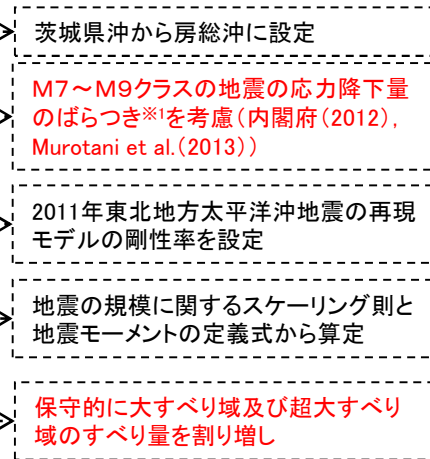 茨城県沖から房総沖に設定
M7～M9クラスの地震の応力降下量
のばらつき※1を考慮(内閣府(2012),
Murotani et al.(2013))
2011年東北地方太平洋沖地震の再現
モデルの剛性率を設定
地震の規模に関するスケーリング則と
地震モーメントの定義式から算定
保守的に大すべり域及び超大すべり
域のすべり量を割り増し